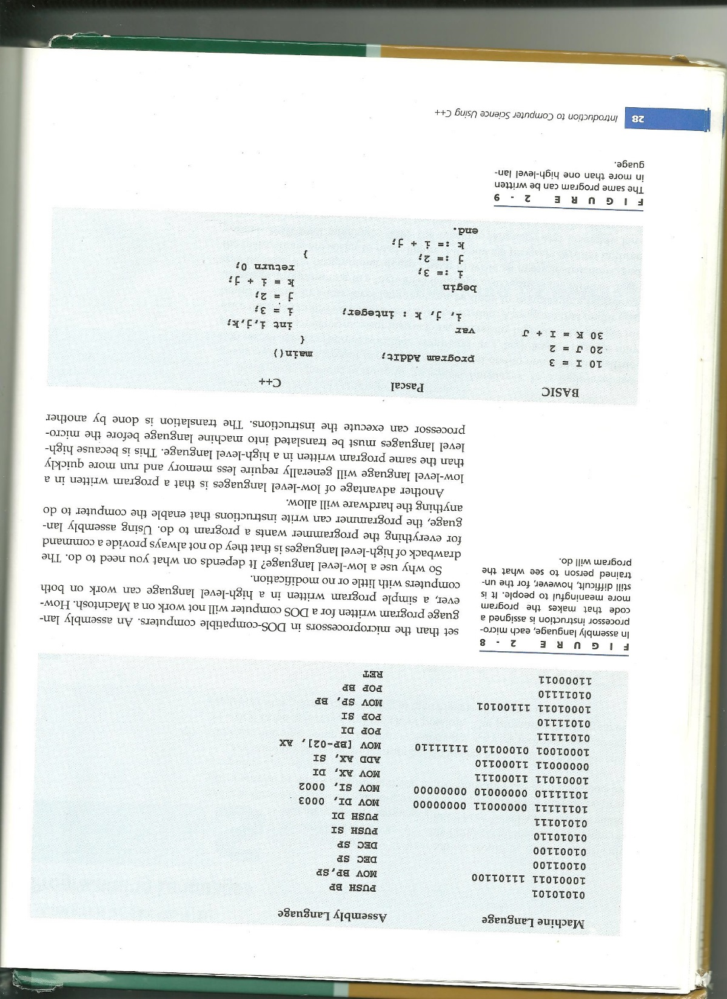 Machine Language Assembly Language
01010101 PUSH BP
10001011 11101100 MOV BP,SP
01001100 DEC SP
01001100 DEC SP
01010110 PUSH SI
01010111 PUSH DI
10111111 00000011 00000000 MOV DI, 0003
10111110 00000010 00000000 MOV SI, 0002
10001011 11000111 MOV AX, DI
00000011 11000110 ADD AX, SI
10001001 01000110 11111110 MOV [BP-02], AX
01011111 POP DI
01011110 POP SI
10001011 11100101 MOV SP, BP
01011110 POP BP
11000011 RET
FIGURE 2-8
In assembly language, each micro-
processor instruction is assigned a
code that makes the program
more meaningful to people. It is
still difficult, however, for the un-
trained person to see what the
program will do.
set than the microprocessors in DOS-compatible computers. An assembly lan-
guage program written for a DOS computer will not work on a Macintosh. How-
ever, a simple program written in a high-level language can work on both
computers with little or no modification.
So why use a low-level language? It depends on what you need to do. The
drawback of high-level languages is that they do not always provide a command
for everything the programmer wants a program to do. Using assembly lan-
guage, the programmer can write instructions that enable the computer to do
anything the hardware will allow.
Another advantage of low-level languages is that a program written in a
low-level language will generally require less memory and run more quickly
than the same program written in a high-level language. This is because high-
level languages must be translated into machine language before the micro-
processor can execute the instructions. The translation is done by another
BASIC
10 I = 3
20 J = 2
30 K = I + J
Pascal
program AddIt;
var
i, j, k : integer;
begin
i := 3;
j := 2;
k := i + j;
end.
C++
main()
{
int i,j,k;
i = 3;
j = 2;
k = i + j;
return 0;
}
FIGURE 2-9
The same program can be written
in more than one high-level lan-
guage.
28 Introduction to Computer Science Using C++